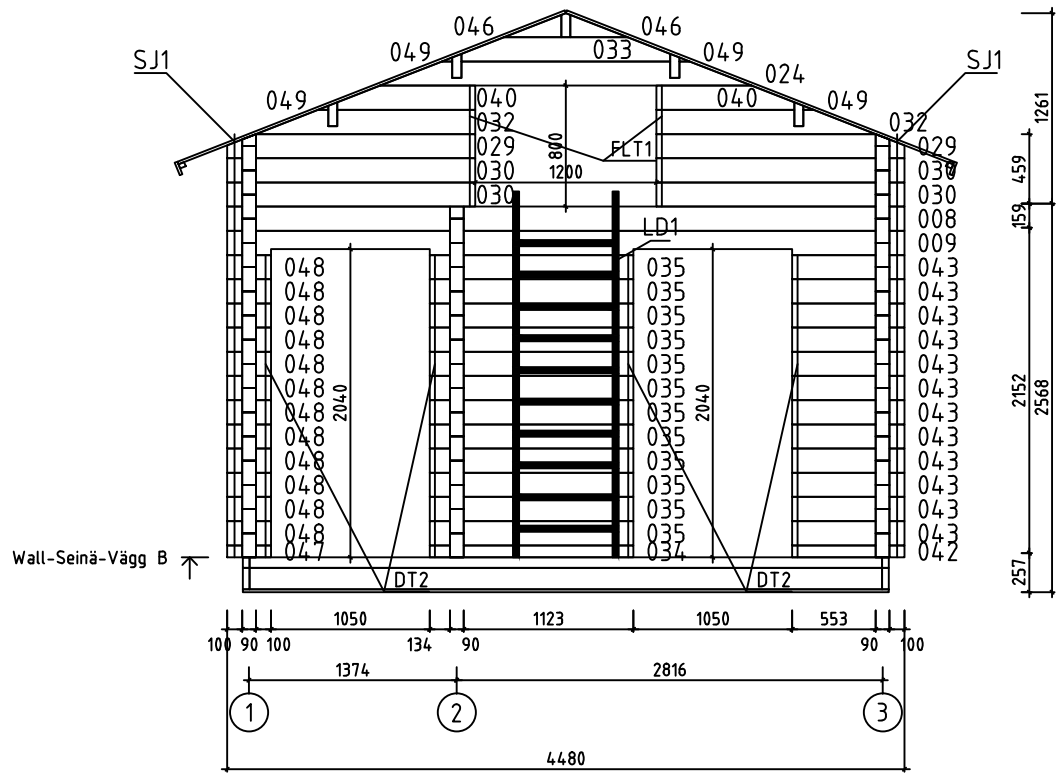 046 046
049 033 049
SJ1 SJ1
024
049 040 040 049
032 032
FLT1 800 029 029
030 1200 030
030 030
008
LD1 009
048 035 043
048 035 043
048 035 043
048 035 043
048 035 043
048 035 043
048 035 043
048 035 043
048 035 043
048 035 043
048 035 043
048 035 043
047 034 042
2040 2040
1261
459
159
2152 2568
257
Wall-Seinä-Vägg B
DT2 DT2
1050 1123 1050 553
100 90 100 134 90 90 100
1374 2816
1 2 3
4480